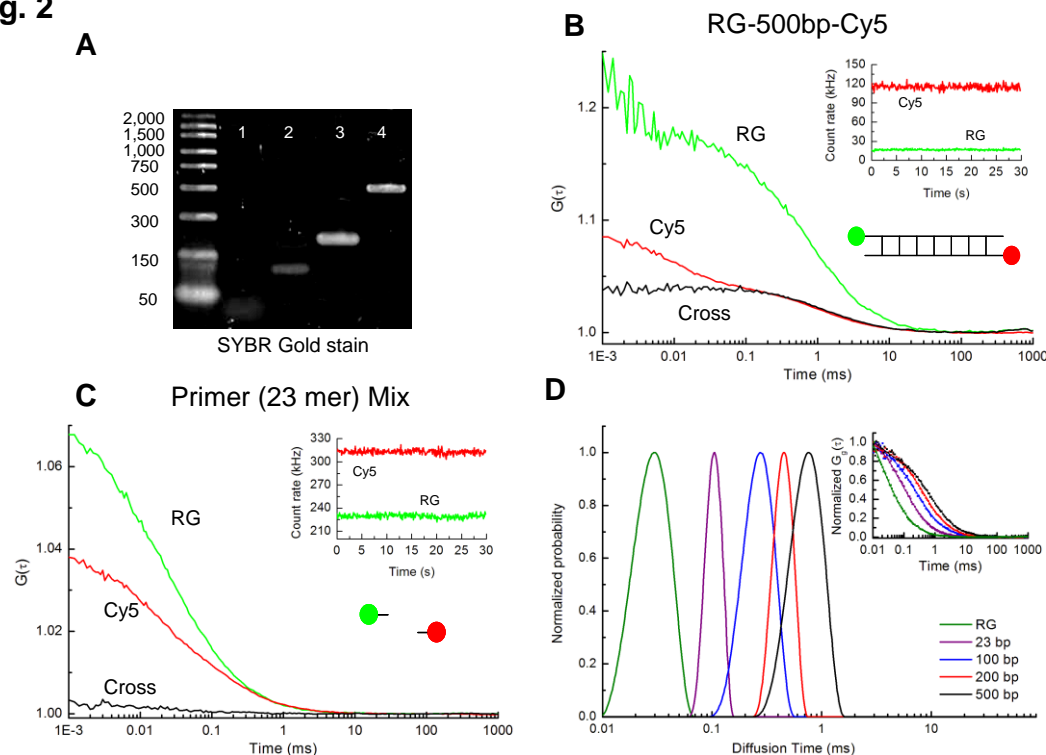 g. 2
A
2,000
1,500
1,000
750
500
300
150
50
1 2 3 4
SYBR Gold stain
B
RG-500bp-Cy5
1.2
1.1
1.0
G(τ)
RG
Cy5
Cross
1E-3 0.01 0.1 1 10 100 1000
Time (ms)
150
120
90
60
30
0
Count rate (kHz)
Cy5
RG
0 5 10 15 20 25 30
Time (s)
C
Primer (23 mer) Mix
1.06
1.04
1.02
1.00
G(τ)
RG
Cy5
Cross
1E-3 0.01 0.1 1 10 100 1000
Time (ms)
330
300
270
240
210
Count rate (kHz)
Cy5
RG
0 5 10 15 20 25 30
Time (s)
D
1.0
0.8
0.6
0.4
0.2
0.0
Normalized probability
0.01 0.1 1 10
Diffusion Time (ms)
1.0
0.8
0.6
0.4
0.2
0.0
Normalized Gg(τ)
0.01 0.1 1 10 100 1000
Time (ms)
RG
23 bp
100 bp
200 bp
500 bp